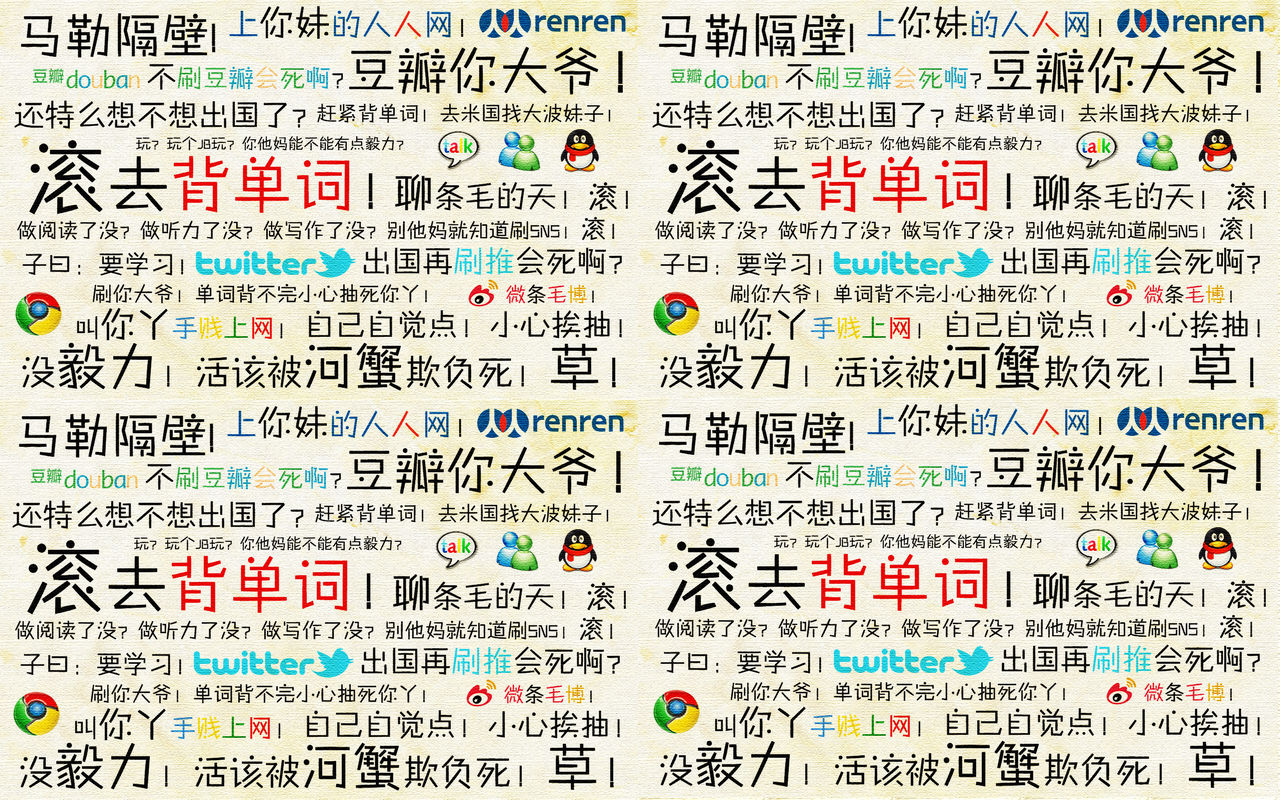 马勒隔壁! 上你妹的人人网! renren
豆瓣douban 不刷豆瓣会死啊? 豆瓣你大爷!
还特么想不想出国了? 赶紧背单词! 去米国找大波妹子!
玩? 玩个JB玩? 你他妈能不能有点毅力? talk
滚去背单词! 聊条毛的天! 滚!
做阅读了没? 做听力了没? 做写作了没? 别他妈就知道刷SNS! 滚!
子曰: 要学习! twitter 出国再刷推会死啊?
刷你大爷! 单词背不完小心抽死你丫! 微条毛博!
叫你丫手贱上网! 自己自觉点! 小心挨抽!
没毅力! 活该被河蟹欺负死! 草!
马勒隔壁! 上你妹的人人网! renren
豆瓣douban 不刷豆瓣会死啊? 豆瓣你大爷!
还特么想不想出国了? 赶紧背单词! 去米国找大波妹子!
玩? 玩个JB玩? 你他妈能不能有点毅力? talk
滚去背单词! 聊条毛的天! 滚!
做阅读了没? 做听力了没? 做写作了没? 别他妈就知道刷SNS! 滚!
子曰: 要学习! twitter 出国再刷推会死啊?
刷你大爷! 单词背不完小心抽死你丫! 微条毛博!
叫你丫手贱上网! 自己自觉点! 小心挨抽!
没毅力! 活该被河蟹欺负死! 草!
马勒隔壁! 上你妹的人人网! renren
豆瓣douban 不刷豆瓣会死啊? 豆瓣你大爷!
还特么想不想出国了? 赶紧背单词! 去米国找大波妹子!
玩? 玩个JB玩? 你他妈能不能有点毅力? talk
滚去背单词! 聊条毛的天! 滚!
做阅读了没? 做听力了没? 做写作了没? 别他妈就知道刷SNS! 滚!
子曰: 要学习! twitter 出国再刷推会死啊?
刷你大爷! 单词背不完小心抽死你丫! 微条毛博!
叫你丫手贱上网! 自己自觉点! 小心挨抽!
没毅力! 活该被河蟹欺负死! 草!
马勒隔壁! 上你妹的人人网! renren
豆瓣douban 不刷豆瓣会死啊? 豆瓣你大爷!
还特么想不想出国了? 赶紧背单词! 去米国找大波妹子!
玩? 玩个JB玩? 你他妈能不能有点毅力? talk
滚去背单词! 聊条毛的天! 滚!
做阅读了没? 做听力了没? 做写作了没? 别他妈就知道刷SNS! 滚!
子曰: 要学习! twitter 出国再刷推会死啊?
刷你大爷! 单词背不完小心抽死你丫! 微条毛博!
叫你丫手贱上网! 自己自觉点! 小心挨抽!
没毅力! 活该被河蟹欺负死! 草!